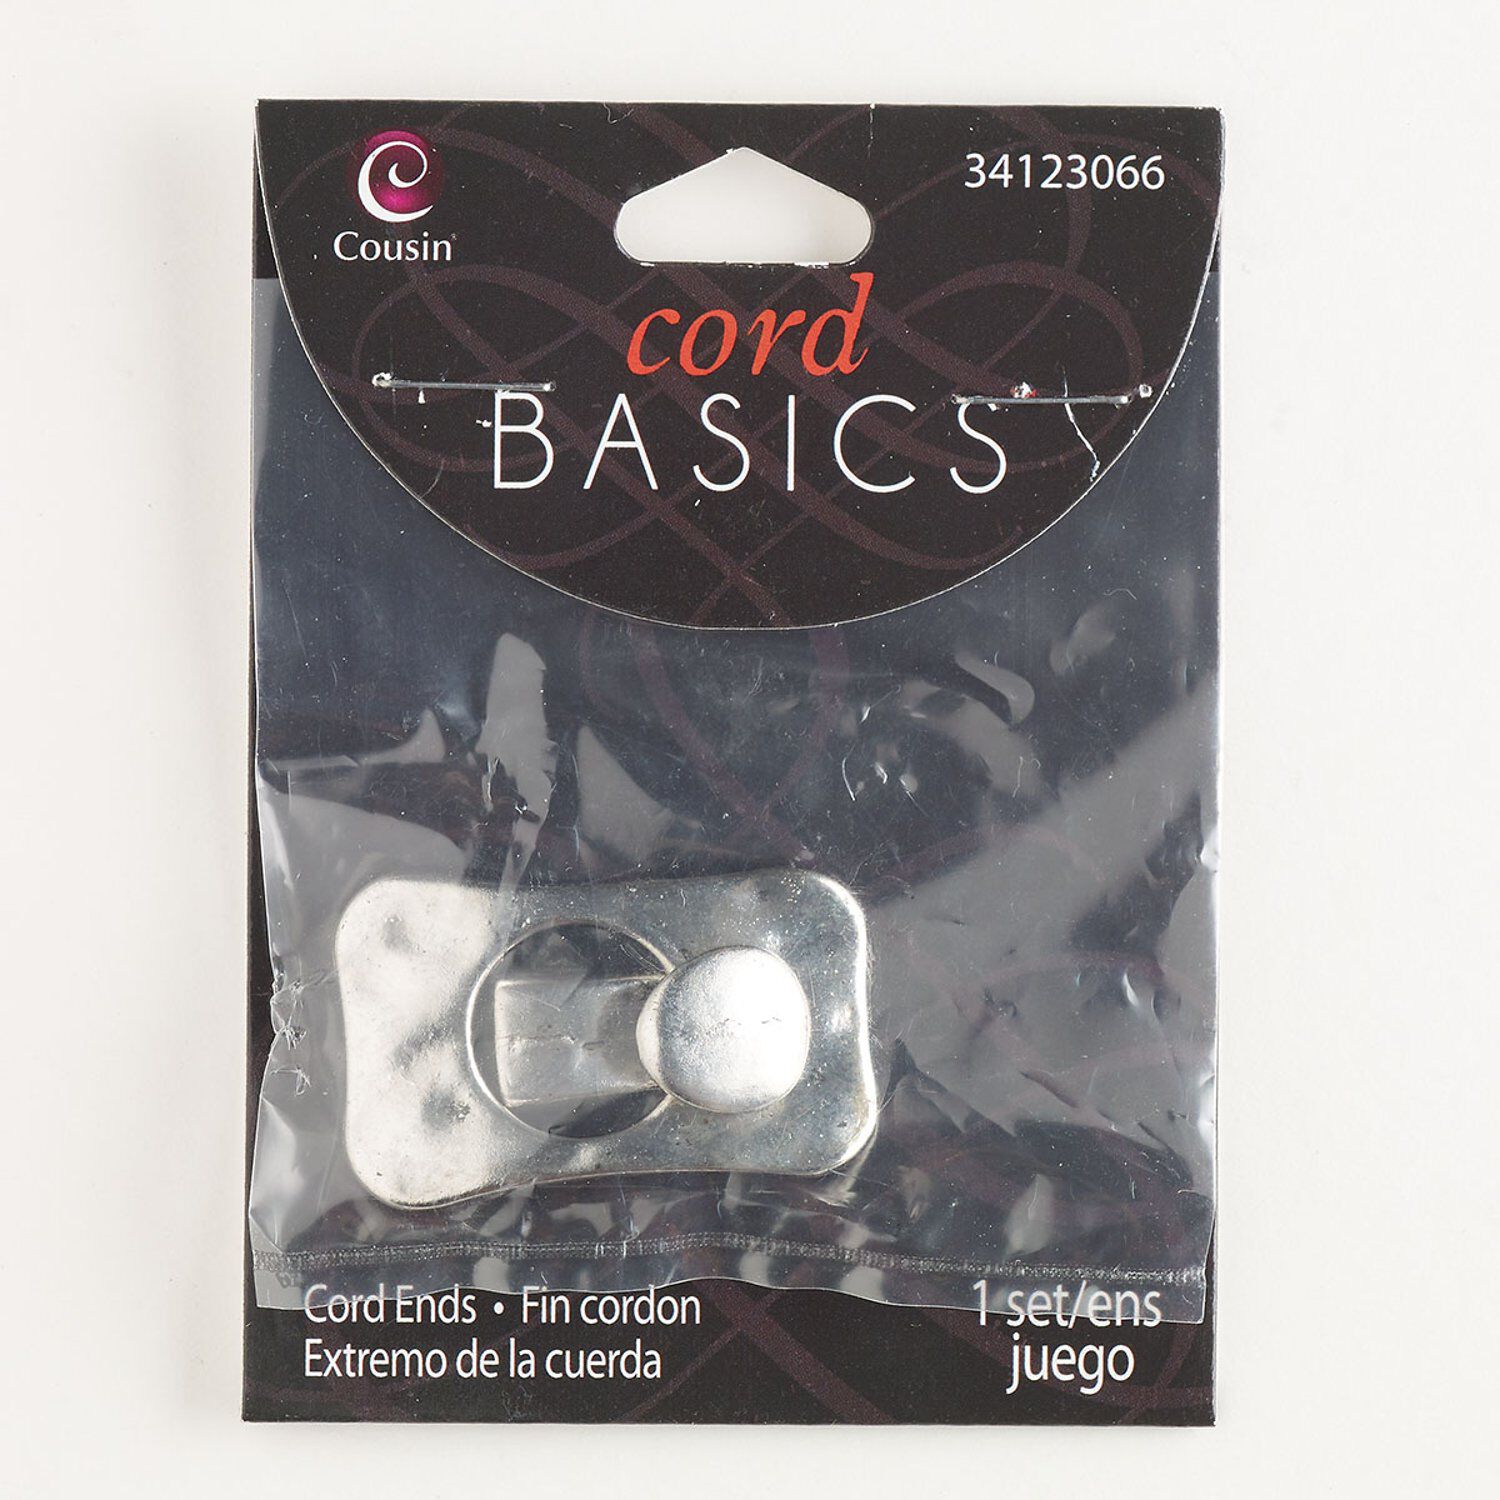 Cousin
34123066
cord
BASICS
Cord Ends • Fin cordon
Extremo de la cuerda
1 set/ens
juego